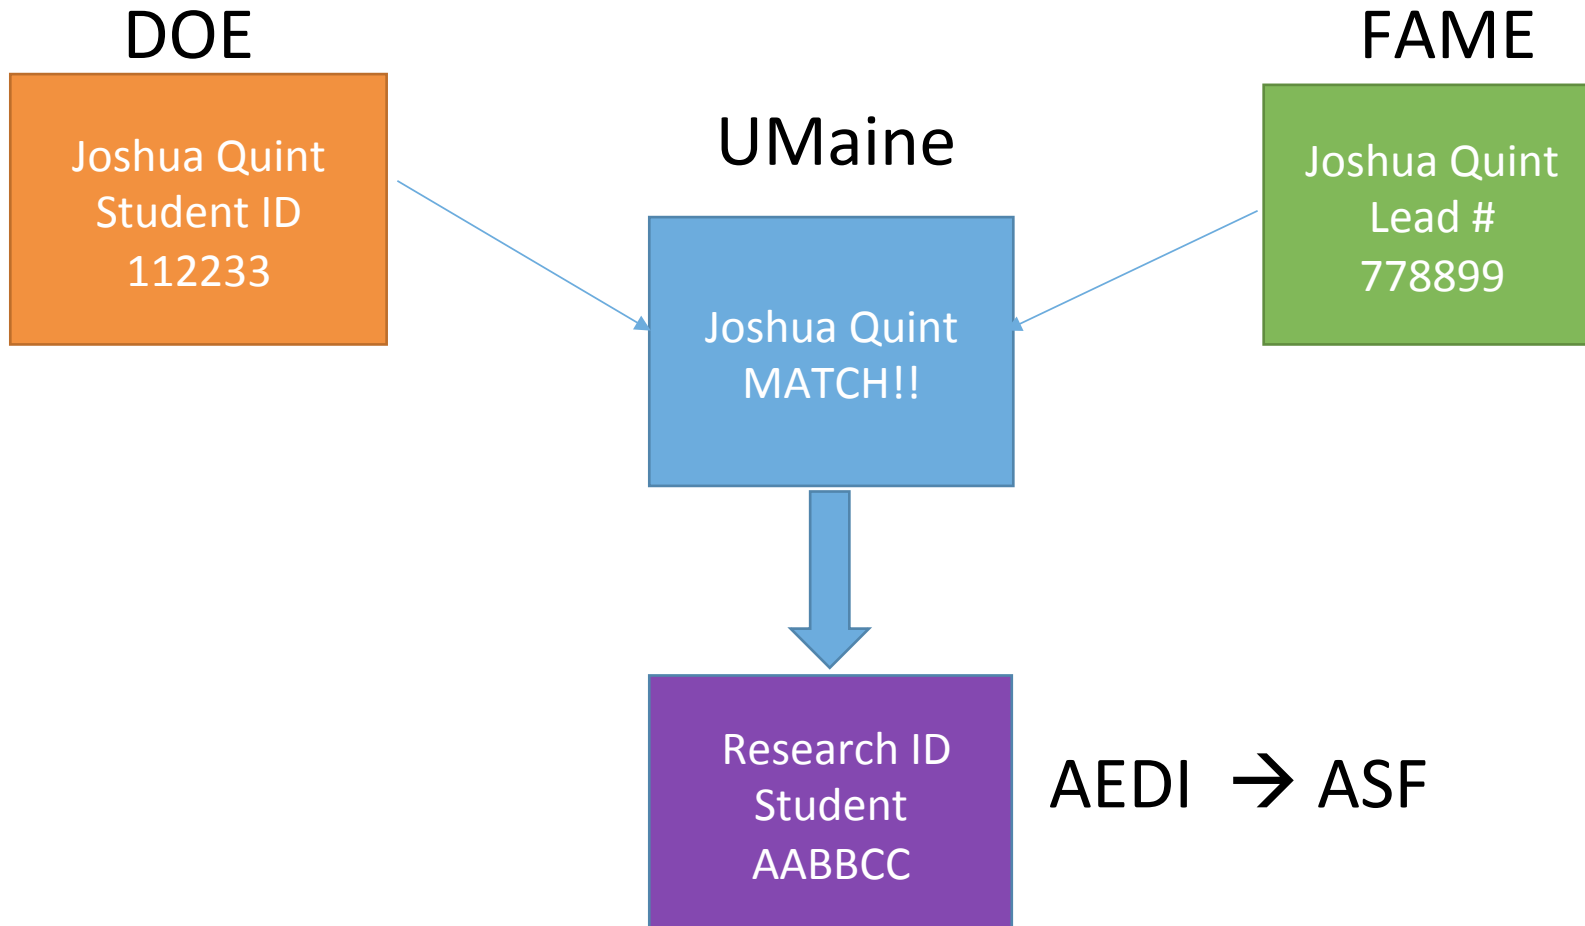 DOE
Joshua Quint
Student ID
112233
UMaine
Joshua Quint
MATCH!!
FAME
Joshua Quint
Lead #
778899
Research ID
Student
AABBCC
AEDI → ASF